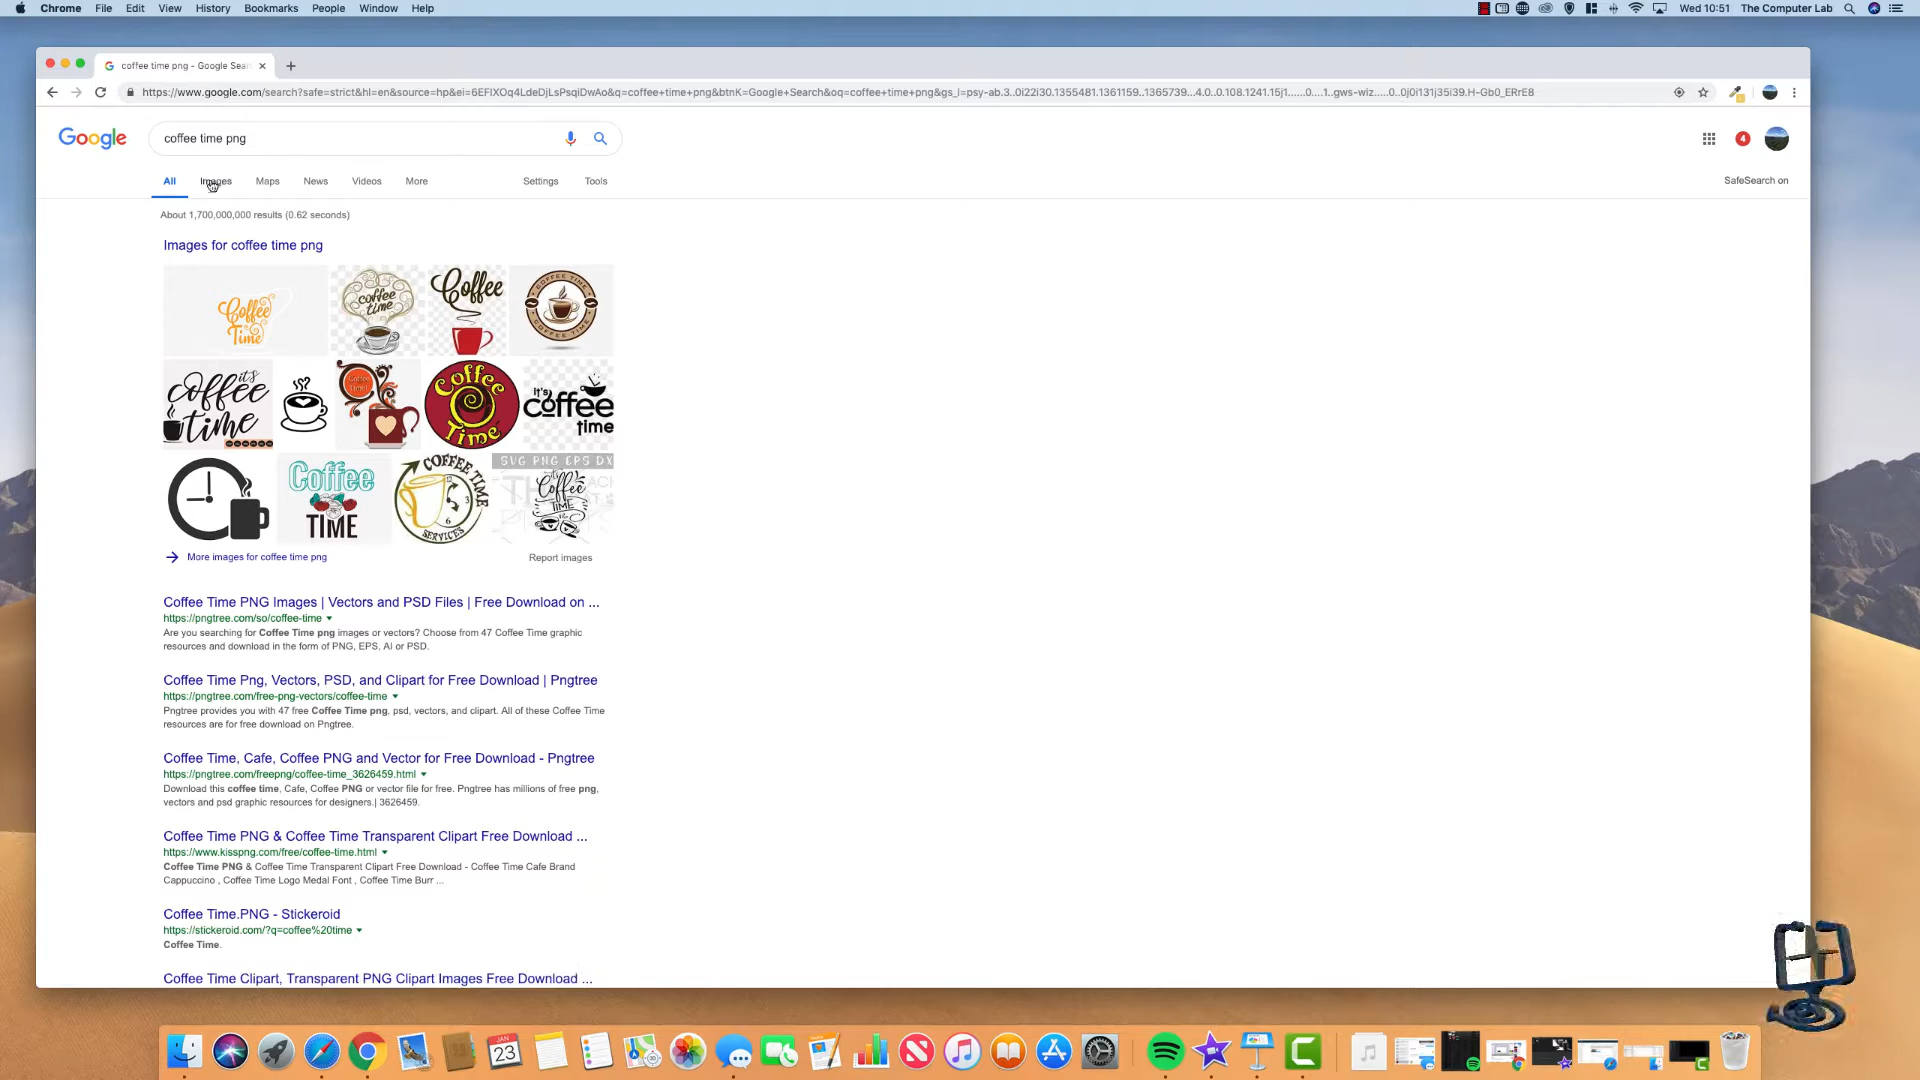 Chrome File Edit View History Bookmarks People Window Help
Wed 10:51 The Computer Lab
coffee time png - Google Sear
https://www.google.com/search?safe=strict&hl=en&source=hp&ei=6EFIXOq4LdeDjLsPsqiDwAo&q=coffee+time+png&btnK=Google+Search&oq=coffee+time+png&gs_l=psy-ab.3..0i22i30.1355481.1361159..1365739...4.0..0.108.1241.15j1......0....1..gws-wiz.....0..0j0i131j35i39.H-Gb0_ERrE8
Google
coffee time png
4
All Images Maps News Videos More Settings Tools
SafeSearch on
About 1,700,000,000 results (0.62 seconds)
Images for coffee time png
Coffee Time
coffee time
Coffee
COFFEE TIME COFFEE TIME
it's coffee time
Coffee Time
Coffee Time
it's coffee time
Coffee TIME
COFFEE TIME SERVICES
SVG PNG EPS DX
Coffee TIME
More images for coffee time png
Report images
Coffee Time PNG Images | Vectors and PSD Files | Free Download on ...
https://pngtree.com/so/coffee-time
Are you searching for Coffee Time png images or vectors? Choose from 47 Coffee Time graphic
resources and download in the form of PNG, EPS, AI or PSD.
Coffee Time Png, Vectors, PSD, and Clipart for Free Download | Pngtree
https://pngtree.com/free-png-vectors/coffee-time
Pngtree provides you with 47 free Coffee Time png, psd, vectors, and clipart. All of these Coffee Time
resources are for free download on Pngtree.
Coffee Time, Cafe, Coffee PNG and Vector for Free Download - Pngtree
https://pngtree.com/freepng/coffee-time_3626459.html
Download this coffee time, Cafe, Coffee PNG or vector file for free. Pngtree has millions of free png,
vectors and psd graphic resources for designers.| 3626459.
Coffee Time PNG & Coffee Time Transparent Clipart Free Download ...
https://www.kisspng.com/free/coffee-time.html
Coffee Time PNG & Coffee Time Transparent Clipart Free Download - Coffee Time Cafe Brand
Cappuccino , Coffee Time Logo Medal Font , Coffee Time Burr ...
Coffee Time.PNG - Stickeroid
https://stickeroid.com/?q=coffee%20time
Coffee Time.
Coffee Time Clipart, Transparent PNG Clipart Images Free Download ...
JAN
23